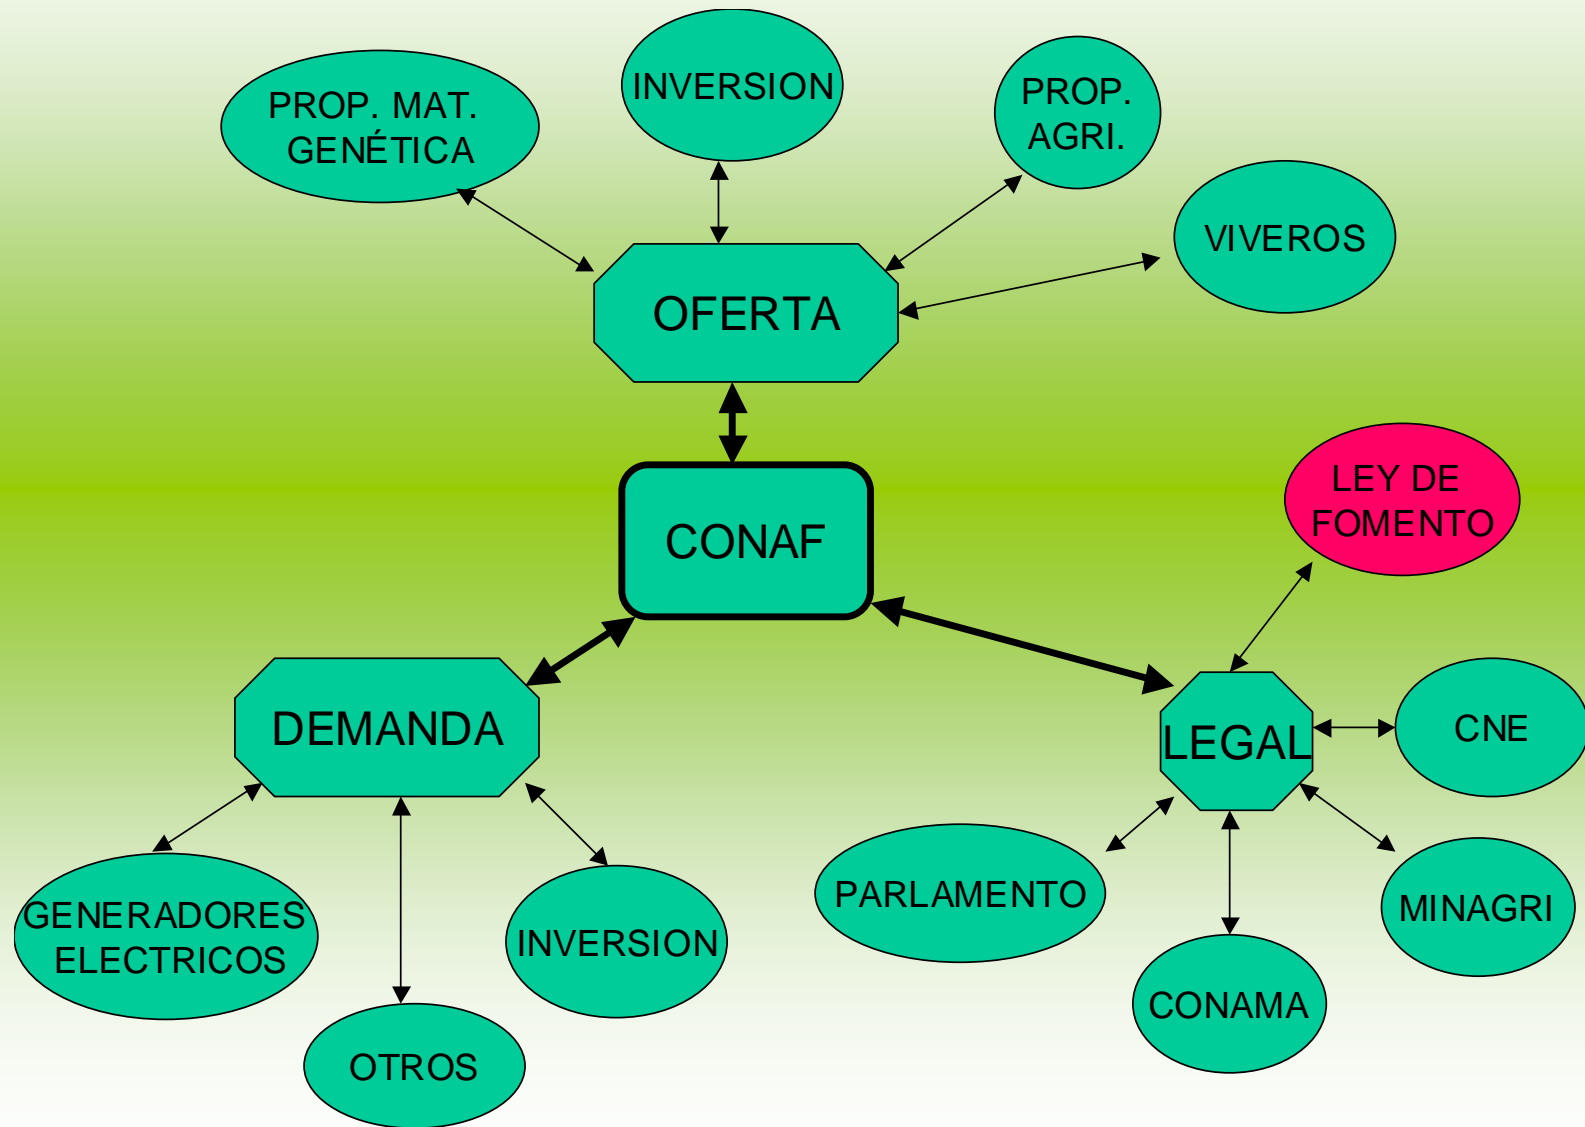 PROP. MAT.
GENÉTICA
INVERSION
PROP.
AGRI.
VIVEROS
OFERTA
CONAF
LEY DE
FOMENTO
DEMANDA
LEGAL
CNE
GENERADORES
ELECTRICOS
INVERSION
OTROS
PARLAMENTO
MINAGRI
CONAMA